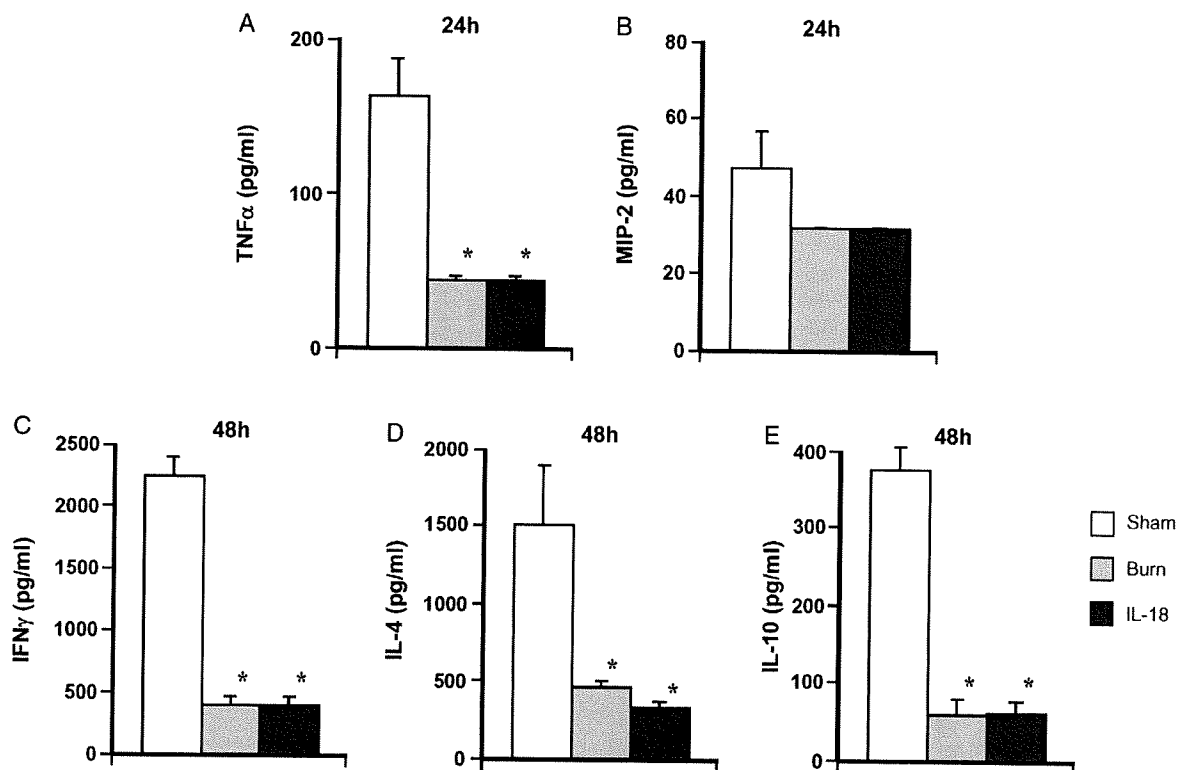 A
24h
TNFα (pg/ml)
200
100
0
*
*
B
24h
MIP-2 (pg/ml)
80
60
40
20
0
C
48h
IFNγ (pg/ml)
2500
2000
1500
1000
500
0
*
*
D
48h
IL-4 (pg/ml)
2000
1500
1000
500
0
*
*
E
48h
IL-10 (pg/ml)
400
300
200
100
0
*
*
Sham
Burn
IL-18